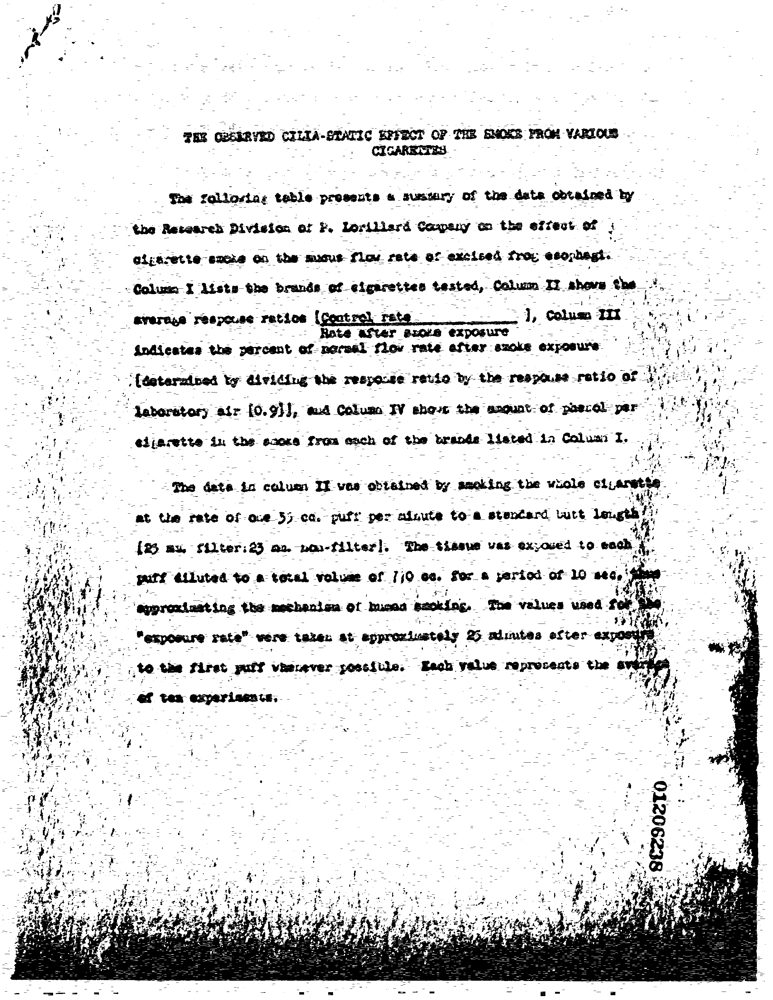 THE OBSERVED CILIA-STATIC EFFECT OF THE SMOKE FROM VARIOUS
CIGARETTES
The following table presents a summary of the data obtained by
the Research Division of P. Lorillard Company on the effect of
cigarette smoke on the mucus flow rate of excised frog esophagi.
Column I lists the brands of cigarettes tested, Column II shows the
average response ratios [Control rate ], Column III
Rate after smoke exposure
indicates the percent of normal flow rate after smoke exposure
[determined by dividing the response ratio by the response ratio of
laboratory air [0.9]], and Column IV shows the amount of phenol per
cigarette in the smoke from each of the brands listed in Column I.
The data in column II was obtained by smoking the whole cigarette
at the rate of one 35 cc. puff per minute to a standard butt length
[25 mm. filter:23 mm. non-filter]. The tissue was exposed to each
puff diluted to a total volume of cc. for a period of 10 sec. thus
approximating the mechanism of human smoking. The values used for the
"exposure rate" were taken at approximately 25 minutes after exposure
to the first puff whenever possible. Each value represents the average
of ten experiments.
01206238